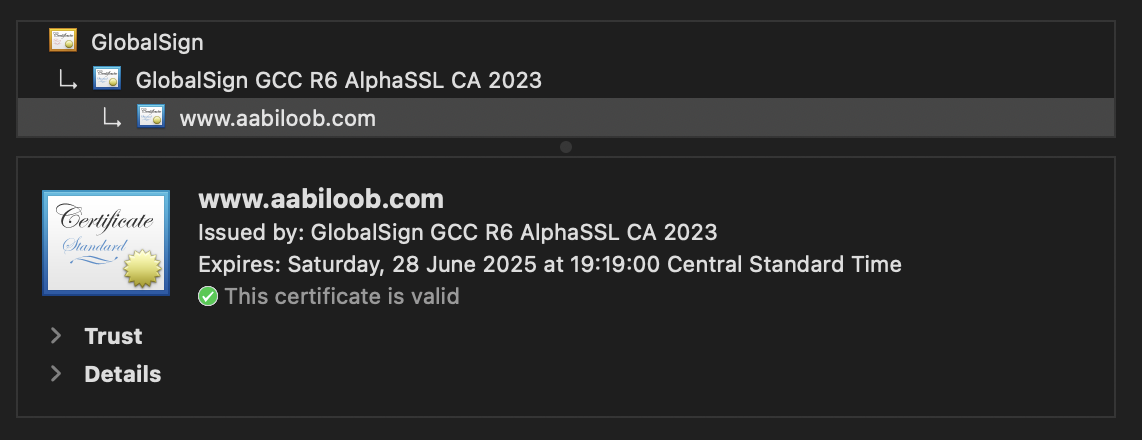 GlobalSign
GlobalSign GCC R6 AlphaSSL CA 2023
www.aabiloob.com
Certificate
Standard
www.aabiloob.com
Issued by: GlobalSign GCC R6 AlphaSSL CA 2023
Expires: Saturday, 28 June 2025 at 19:19:00 Central Standard Time
This certificate is valid
Trust
Details